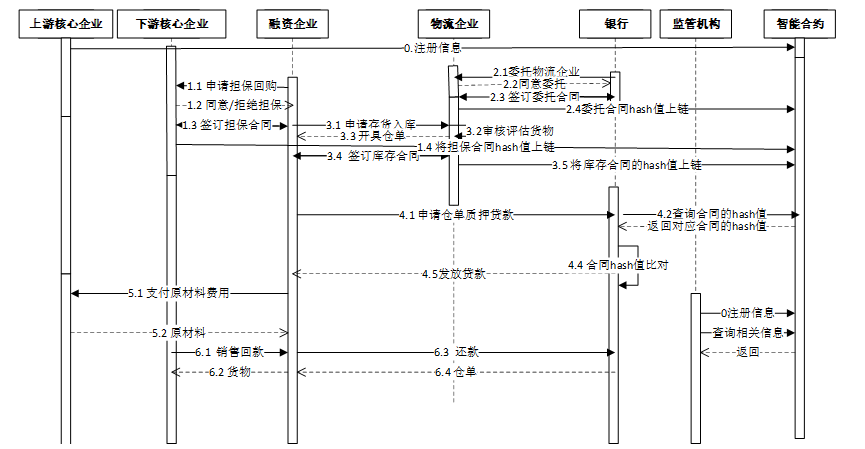 上游核心企业
下游核心企业
融资企业
物流企业
银行
监管机构
智能合约
0.注册信息
2.1委托物流企业
1.1 申请担保回购
2.2同意委托
2.3 签订委托合同
1.2 同意/拒绝担保
2.4委托合同hash值上链
1.3 签订担保合同
3.1 申请存货入库
3.2审核评估货物
3.3 开具仓单
1.4 将担保合同hash值上链
3.4 签订库存合同
3.5 将库存合同的hash值上链
4.1 申请仓单质押贷款
4.2查询合同的hash值
返回对应合同的hash值
4.4 合同hash值比对
4.5发放贷款
5.1 支付原材料费用
0注册信息
5.2 原材料
查询相关信息
6.1 销售回款
6.3 还款
返回
6.2 货物
6.4 仓单